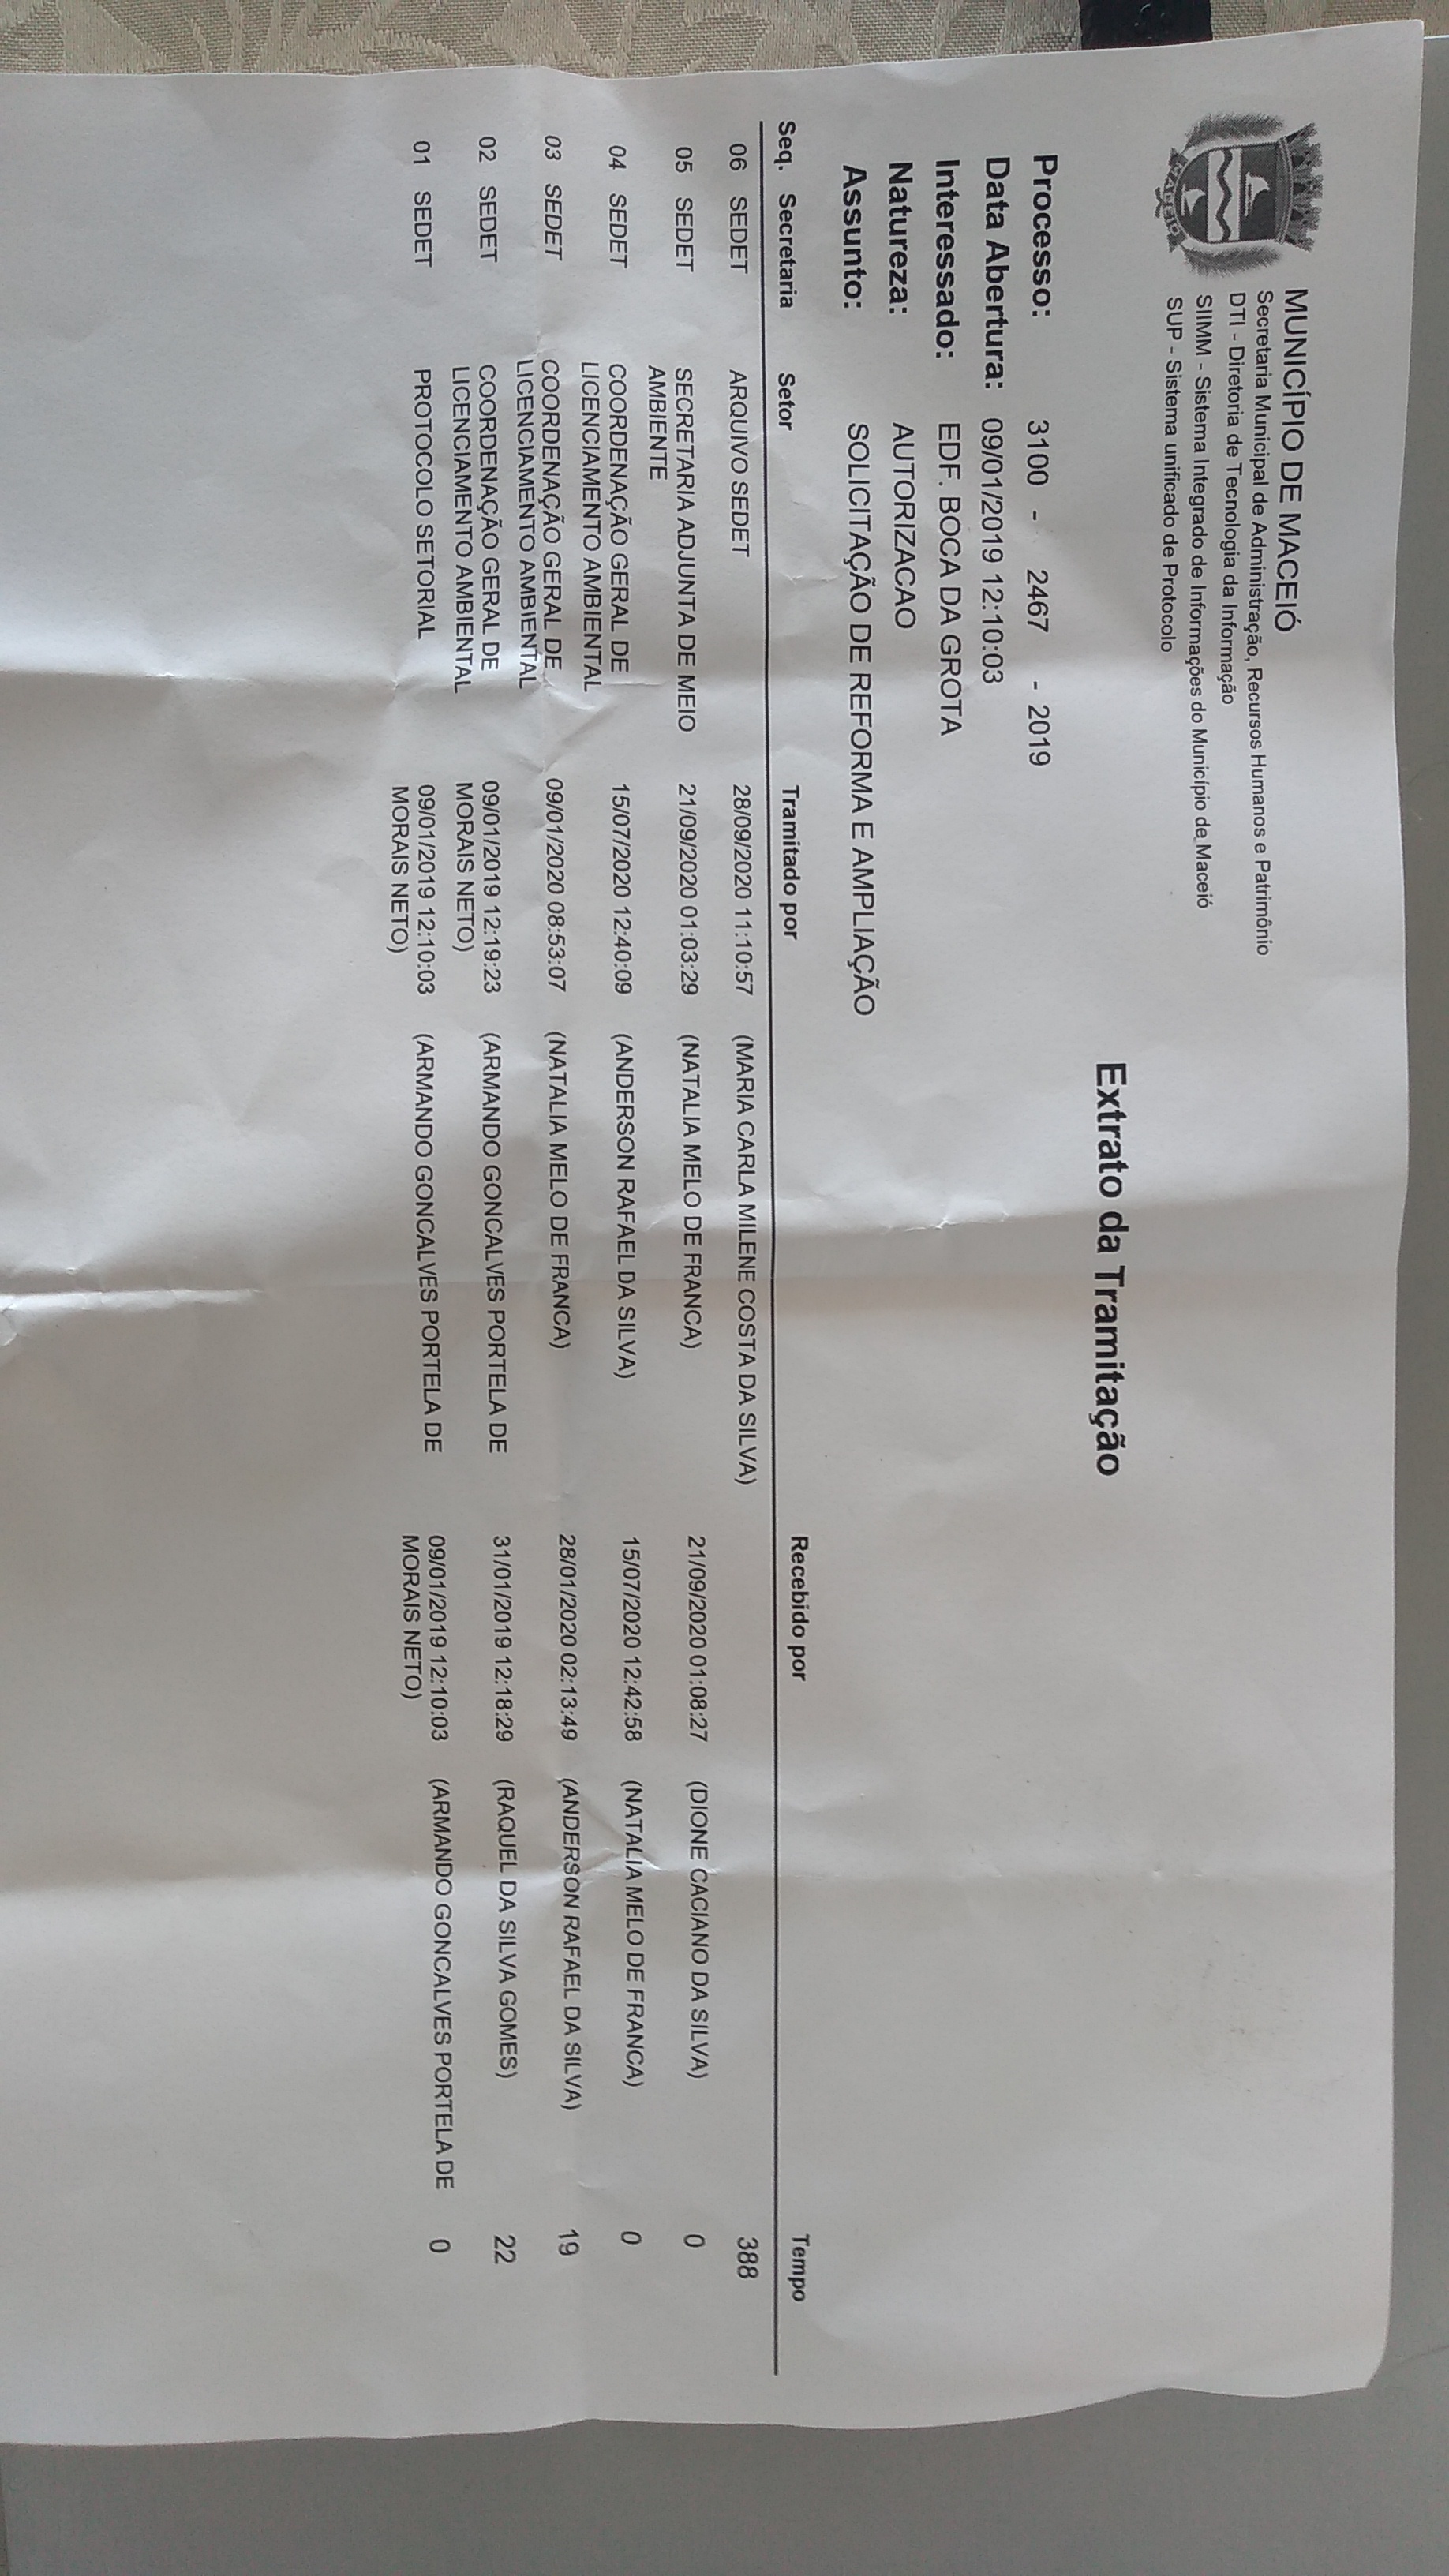 MUNICÍPIO DE MACEIÓ
Secretaria Municipal de Administração, Recursos Humanos e Patrimônio
DTI - Diretoria de Tecnologia da Informação
SIIMM - Sistema Integrado de Informações do Município de Maceió
SUP - Sistema unificado de Protocolo
MACEIÓ
Extrato da Tramitação
Processo: 3100 - 2467 - 2019
Data Abertura: 09/01/2019 12:10:03
Interessado: EDF. BOCA DA GROTA
Natureza: AUTORIZACAO
Assunto: SOLICITAÇÃO DE REFORMA E AMPLIAÇÃO
Seq. Secretaria Setor Tramitado por Recebido por Tempo
06 SEDET ARQUIVO SEDET 28/09/2020 11:10:57 (MARIA CARLA MILENE COSTA DA SILVA) 388
05 SEDET SECRETARIA ADJUNTA DE MEIO 21/09/2020 01:03:29 (NATALIA MELO DE FRANCA) 21/09/2020 01:08:27 (DIONE CACIANO DA SILVA) 0
AMBIENTE
04 SEDET COORDENAÇÃO GERAL DE 15/07/2020 12:40:09 (ANDERSON RAFAEL DA SILVA) 15/07/2020 12:42:58 (NATALIA MELO DE FRANCA) 0
LICENCIAMENTO AMBIENTAL
03 SEDET COORDENAÇÃO GERAL DE 09/01/2020 08:53:07 (NATALIA MELO DE FRANCA) 28/01/2020 02:13:49 (ANDERSON RAFAEL DA SILVA) 19
LICENCIAMENTO AMBIENTAL
02 SEDET COORDENAÇÃO GERAL DE 09/01/2019 12:19:23 (ARMANDO GONCALVES PORTELA DE 31/01/2019 12:18:29 (RAQUEL DA SILVA GOMES) 22
LICENCIAMENTO AMBIENTAL MORAIS NETO)
01 SEDET PROTOCOLO SETORIAL 09/01/2019 12:10:03 (ARMANDO GONCALVES PORTELA DE 09/01/2019 12:10:03 (ARMANDO GONCALVES PORTELA DE 0
MORAIS NETO) MORAIS NETO)